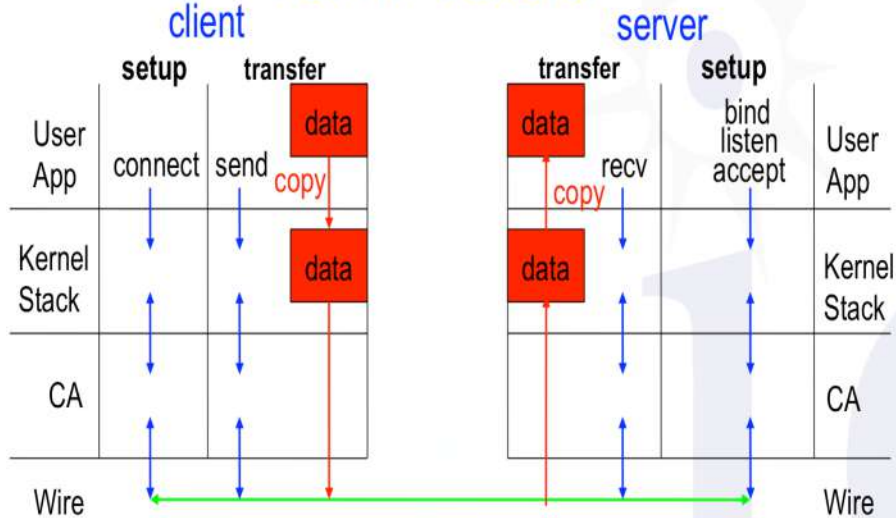 client
server
setup
transfer
transfer
setup
User
App
connect
send
data
copy
data
copy
recv
bind
listen
accept
User
App
Kernel
Stack
data
data
Kernel
Stack
CA
CA
Wire
Wire